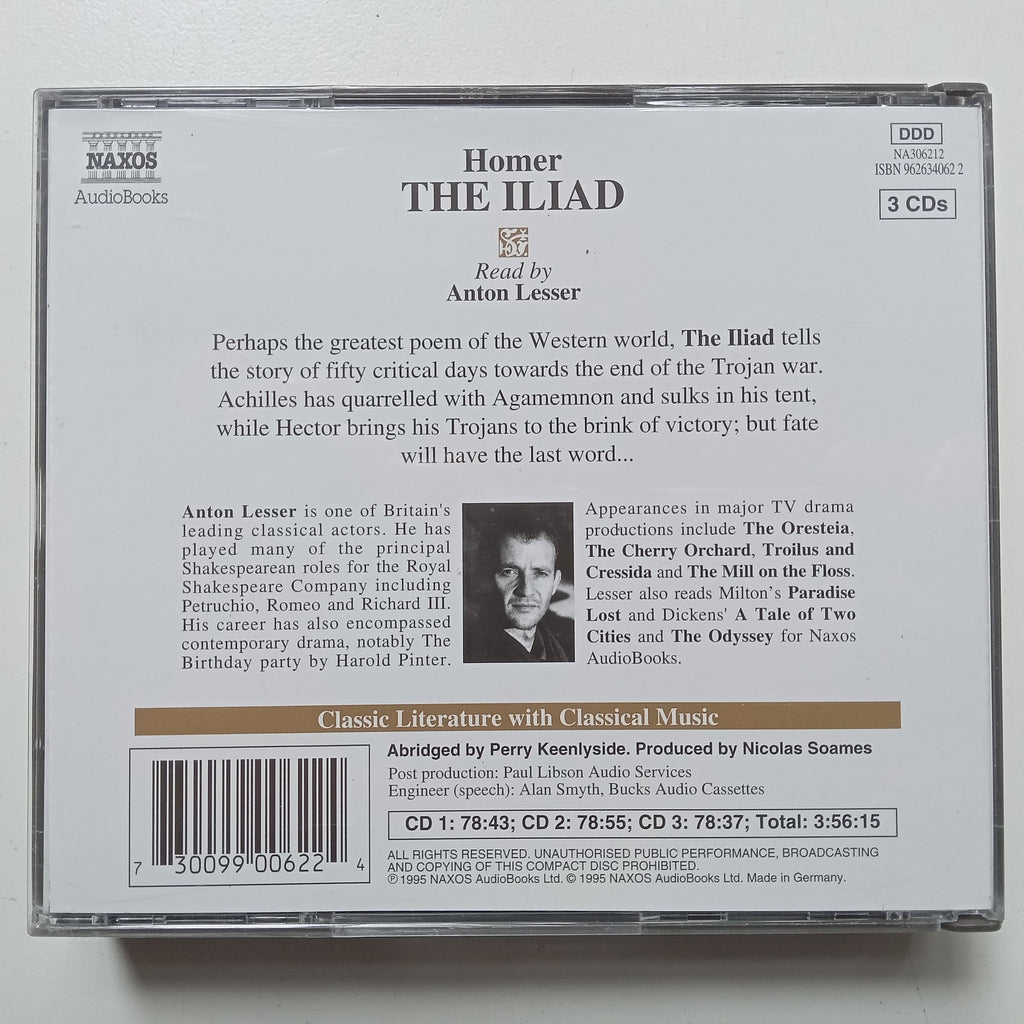 NAXOS
AudioBooks
Homer
THE ILIAD
Read by
Anton Lesser
DDD
NA306212
ISBN 962634062 2
3 CDs
Perhaps the greatest poem of the Western world, The Iliad tells
the story of fifty critical days towards the end of the Trojan war.
Achilles has quarrelled with Agamemnon and sulks in his tent,
while Hector brings his Trojans to the brink of victory; but fate
will have the last word...
Anton Lesser is one of Britain's
leading classical actors. He has
played many of the principal
Shakespearean roles for the Royal
Shakespeare Company including
Petruchio, Romeo and Richard III.
His career has also encompassed
contemporary drama, notably The
Birthday party by Harold Pinter.
Appearances in major TV drama
productions include The Oresteia,
The Cherry Orchard, Troilus and
Cressida and The Mill on the Floss.
Lesser also reads Milton's Paradise
Lost and Dickens' A Tale of Two
Cities and The Odyssey for Naxos
AudioBooks.
Classic Literature with Classical Music
7 30099 00622 4
Abridged by Perry Keenlyside. Produced by Nicolas Soames
Post production: Paul Libson Audio Services
Engineer (speech): Alan Smyth, Bucks Audio Cassettes
CD 1: 78:43; CD 2: 78:55; CD 3: 78:37; Total: 3:56:15
ALL RIGHTS RESERVED. UNAUTHORISED PUBLIC PERFORMANCE, BROADCASTING
AND COPYING OF THIS COMPACT DISC PROHIBITED.
℗ 1995 NAXOS AudioBooks Ltd. © 1995 NAXOS AudioBooks Ltd. Made in Germany.